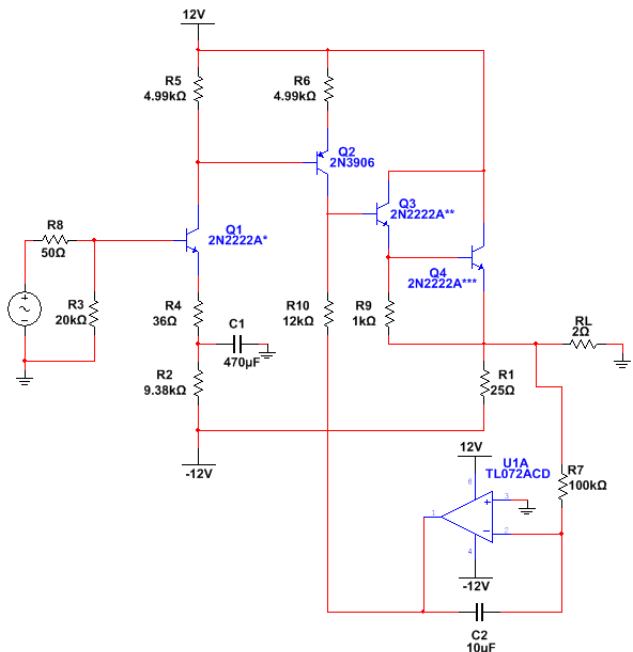 12V
R5
4.99kΩ
R6
4.99kΩ
Q2
2N3906
Q3
2N2222A**
R8
50Ω
Q1
2N2222A*
Q4
2N2222A***
R3
20kΩ
R4
36Ω
C1
470µF
R10
12kΩ
R9
1kΩ
RL
2Ω
R2
9.38kΩ
R1
25Ω
-12V
12V
U1A
TL072ACD
R7
100kΩ
8
3
1
2
4
-12V
C2
10µF